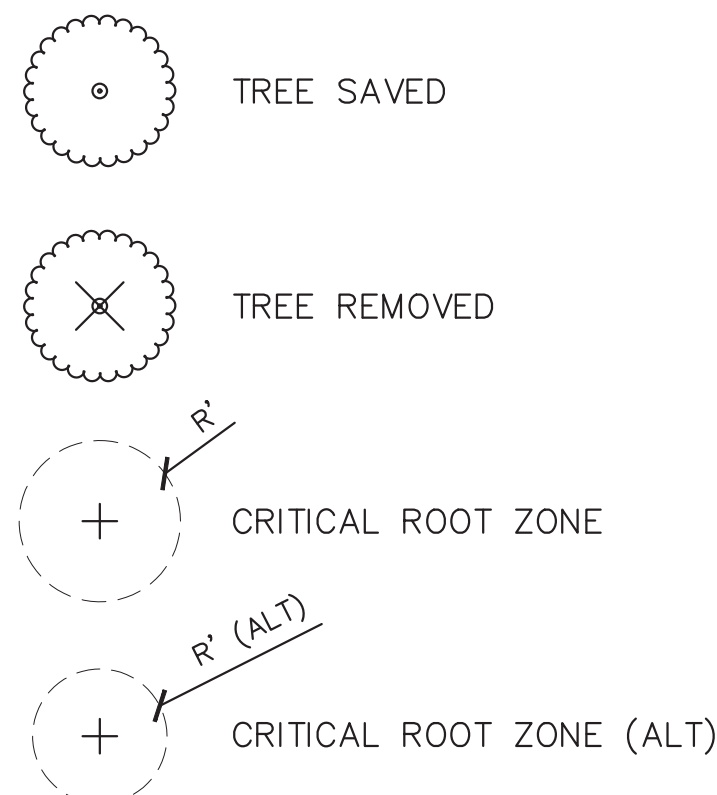 TREE SAVED
TREE REMOVED
R'
CRITICAL ROOT ZONE
R' (ALT)
CRITICAL ROOT ZONE (ALT)